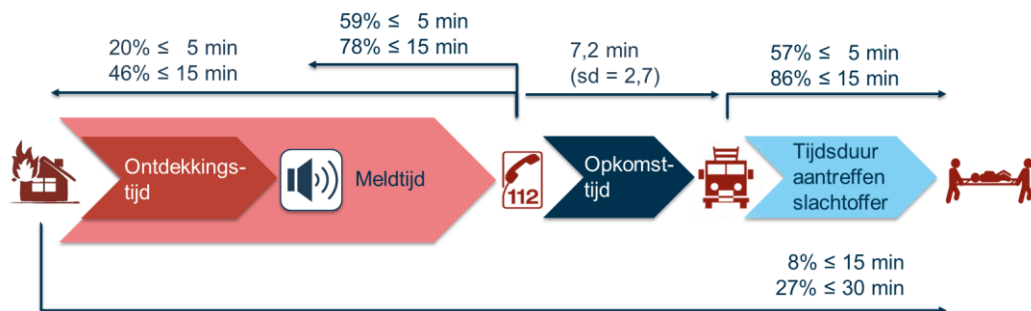 59% ≤ 5 min
78% ≤ 15 min
20% ≤ 5 min
46% ≤ 15 min
7,2 min
(sd = 2,7)
57% ≤ 5 min
86% ≤ 15 min
Ontdekkings-
tijd
Meldtijd
112
Opkomst-
tijd
Tijdsduur
aantreffen
slachtoffer
8% ≤ 15 min
27% ≤ 30 min